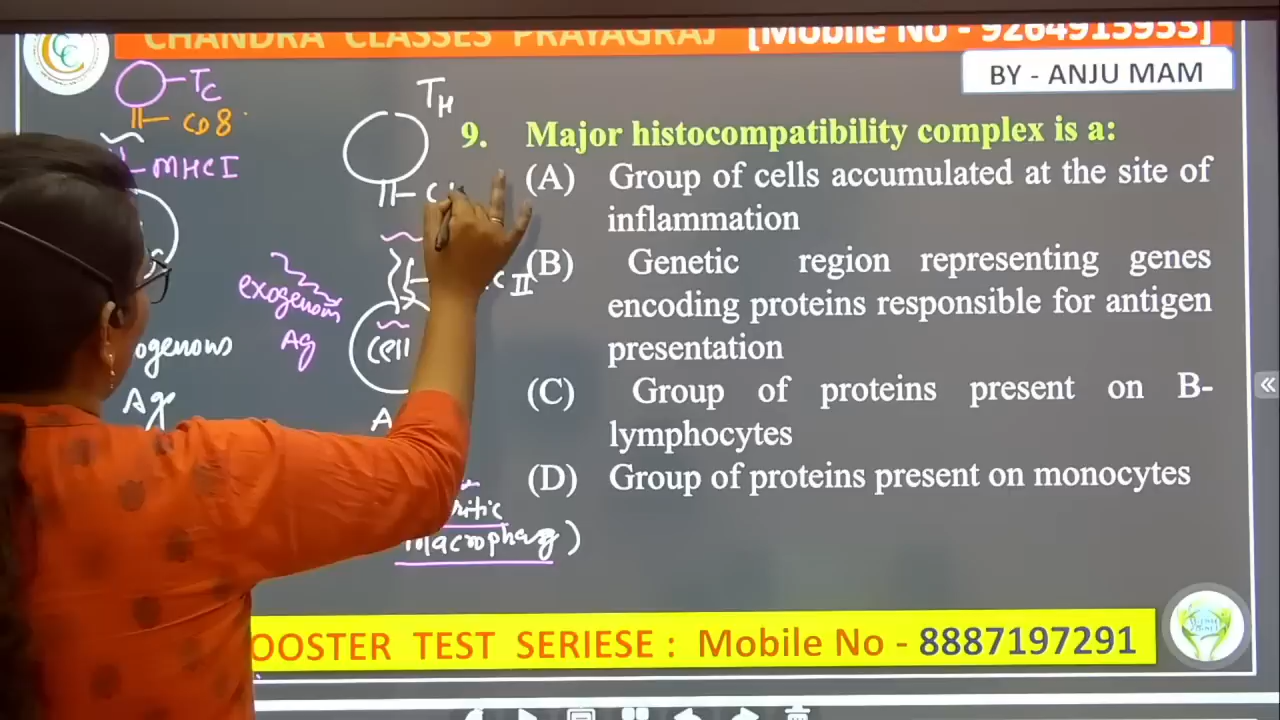 CHANDRA CLASSES PRAYAGRAJ [Mobile No - 9264915953]
BY - ANJU MAM
CCC
TC
CD8
MHC I
TH
exogenous
Ag
Cell
II
9. Major histocompatibility complex is a:
(A) Group of cells accumulated at the site of
inflammation
(B) Genetic region representing genes
encoding proteins responsible for antigen
presentation
(C) Group of proteins present on B-
lymphocytes
(D) Group of proteins present on monocytes
OOSTER TEST SERIESE : Mobile No - 8887197291